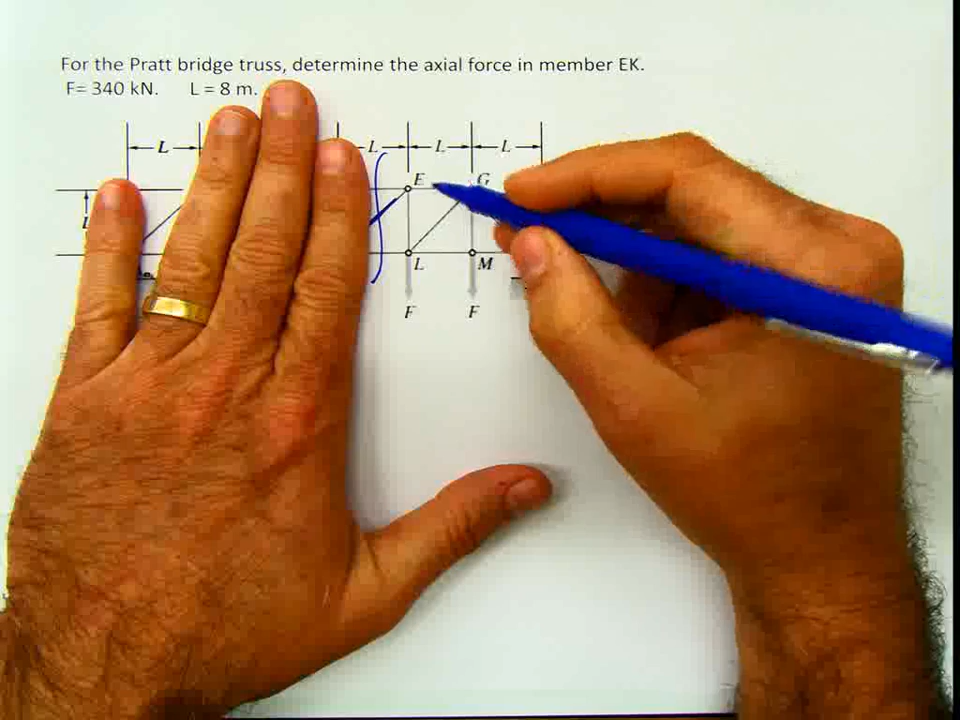 For the Pratt bridge truss, determine the axial force in member EK.
F= 340 kN. L = 8 m.
L L L L
E G
L M
F F